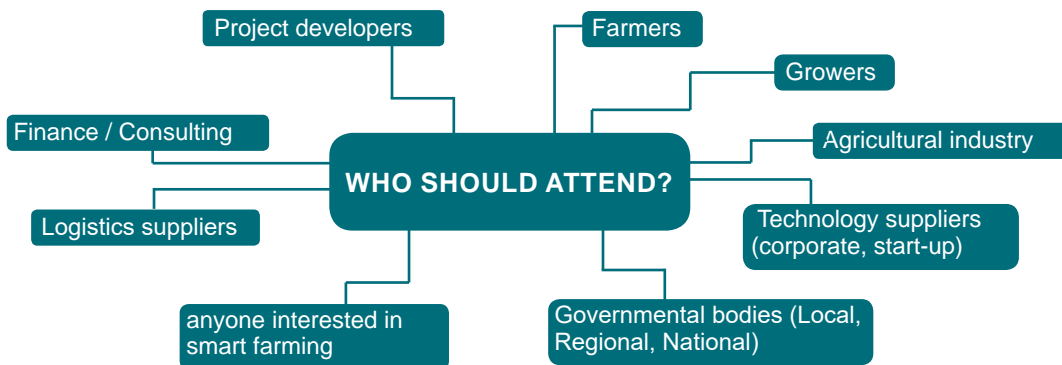 Project developers
Farmers
Growers
Finance / Consulting
Agricultural industry
WHO SHOULD ATTEND?
Logistics suppliers
Technology suppliers
(corporate, start-up)
anyone interested in
smart farming
Governmental bodies (Local,
Regional, National)